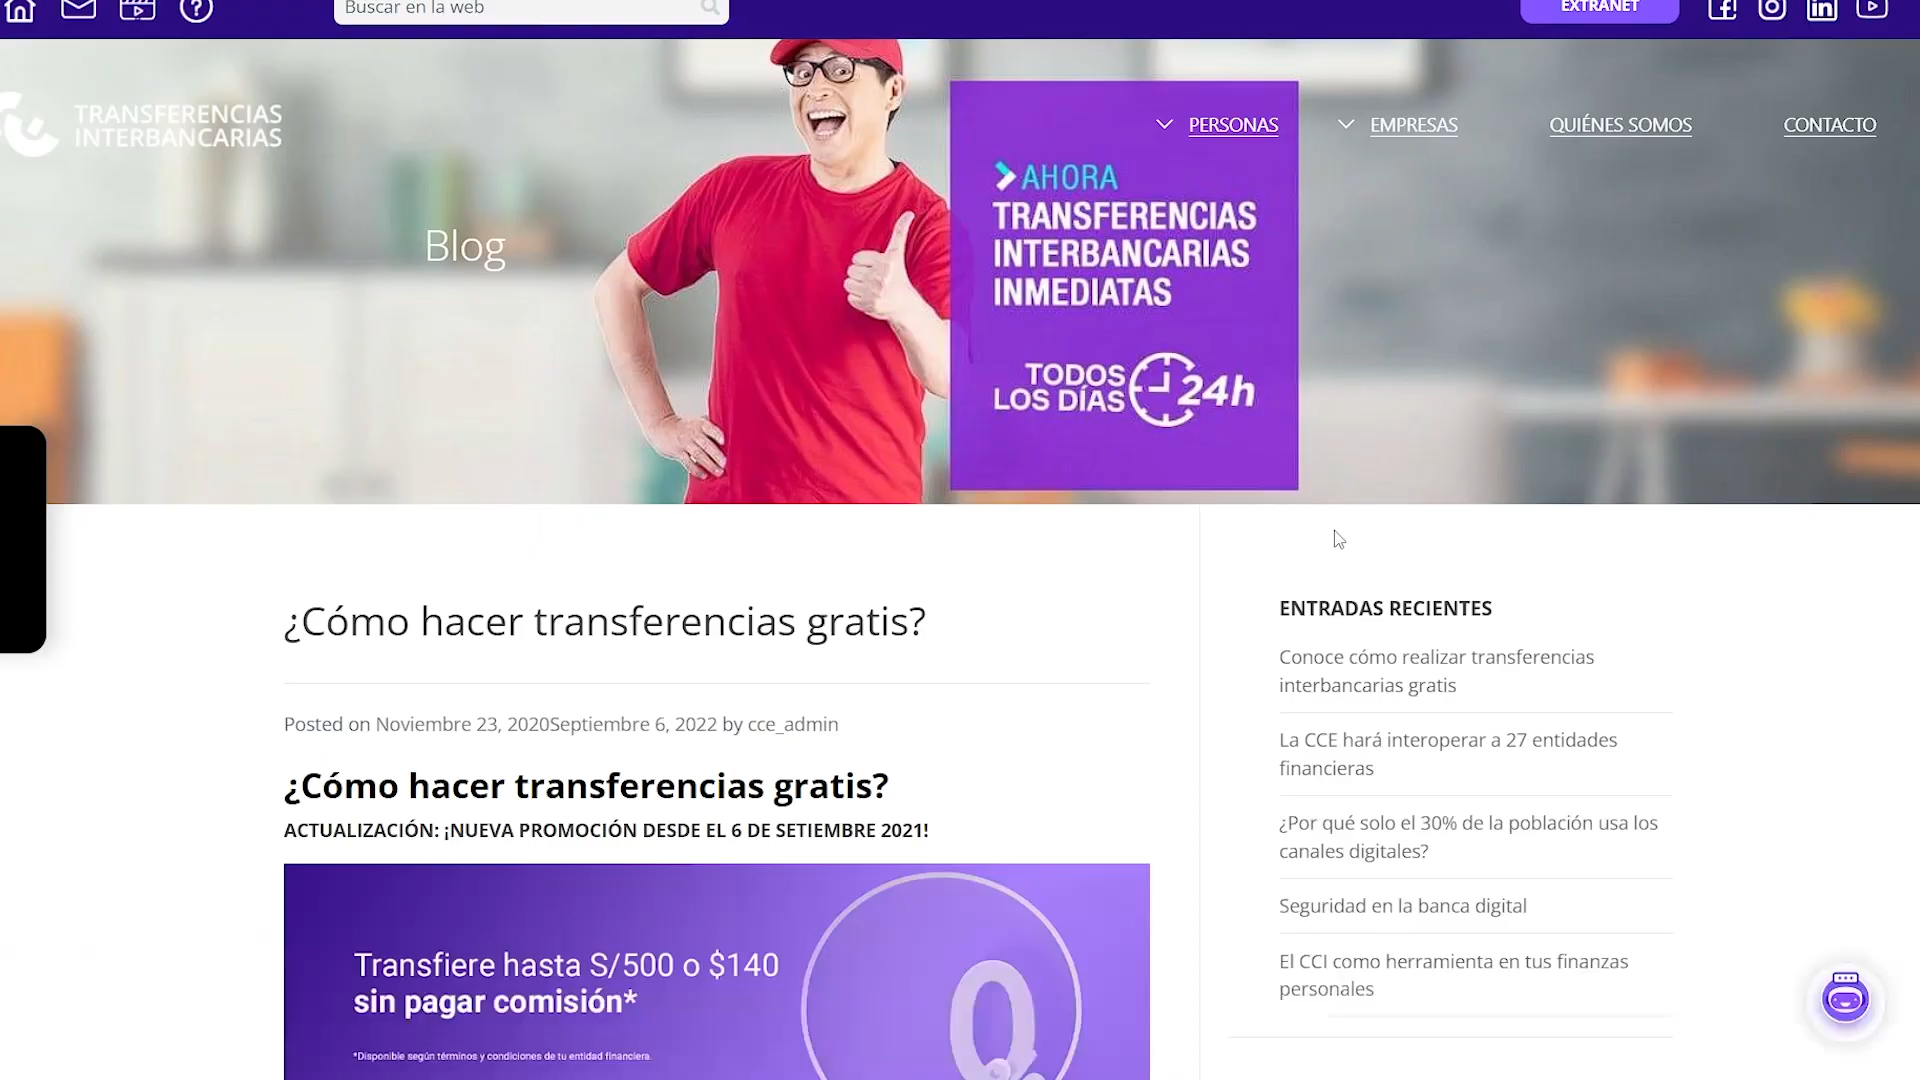 Buscar en la web
EXTRANET
TRANSFERENCIAS
INTERBANCARIAS
PERSONAS
EMPRESAS
QUIÉNES SOMOS
CONTACTO
Blog
AHORA
TRANSFERENCIAS
INTERBANCARIAS
INMEDIATAS
TODOS
LOS DÍAS
24h
¿Cómo hacer transferencias gratis?
Posted on Noviembre 23, 2020Septiembre 6, 2022 by cce_admin
¿Cómo hacer transferencias gratis?
ACTUALIZACIÓN: ¡NUEVA PROMOCIÓN DESDE EL 6 DE SETIEMBRE 2021!
Transfiere hasta S/500 o $140
sin pagar comisión*
*Disponible según términos y condiciones de tu entidad financiera.
0
ENTRADAS RECIENTES
Conoce cómo realizar transferencias
interbancarias gratis
La CCE hará interoperar a 27 entidades
financieras
¿Por qué solo el 30% de la población usa los
canales digitales?
Seguridad en la banca digital
El CCI como herramienta en tus finanzas
personales